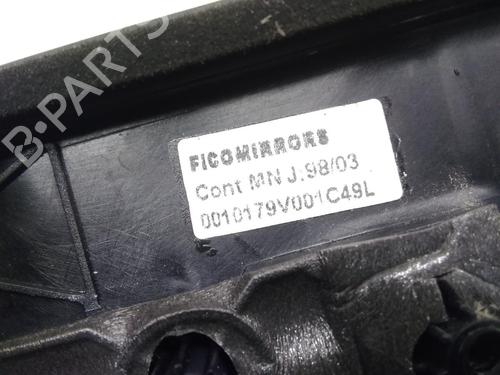 B-PARTS
FICOMIRRORS
Cont MN J:98/03
0010179V001C49L